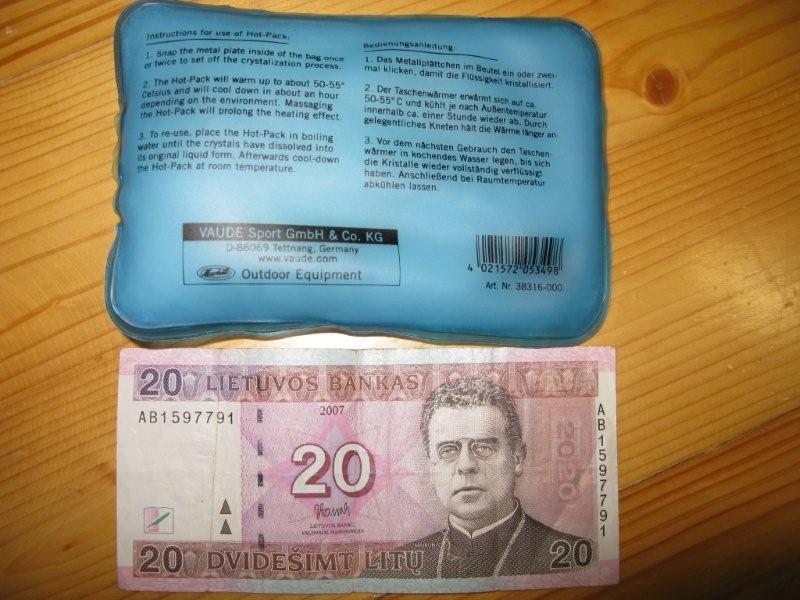 Instructions for use of Hot-Pack:
1. Snap the metal plate inside of the bag once
or twice to set off the crystalization process.
2. The Hot-Pack will warm up to about 50-55°
Celsius and will cool down in about an hour
depending on the environment. Massaging
the Hot-Pack will prolong the heating effect.
3. To re-use, place the Hot-Pack in boiling
water until the crystals have dissolved into
its original liquid form. Afterwards cool-down
the Hot-Pack at room temperature.
Bedienungsanleitung:
1. Das Metallplättchen im Beutel ein oder zwei-
mal klicken, damit die Flüssigkeit kristallisiert.
2. Der Taschenwärmer erwärmt sich auf ca.
50-55°C und kühlt je nach Außentemperatur
innerhalb ca. einer Stunde wieder ab. Durch
gelegentliches Kneten hält die Wärme länger an.
3. Vor dem nächsten Gebrauch den Taschen-
wärmer in kochendes Wasser legen, bis sich
die Kristalle wieder vollständig verflüssigt
haben. Anschließend bei Raumtemperatur
abkühlen lassen.
VAUDE Sport GmbH & Co. KG
D-88069 Tettnang, Germany
www.vaude.com
Outdoor Equipment
4 021572 053498
Art. Nr. 38316-000
20 LIETUVOS BANKAS
AB1597791
2007
20
LIETUVOS BANKO
VALDYBOS PIRMININKAS
20 DVIDEŠIMT LITŲ
20
AB1597791